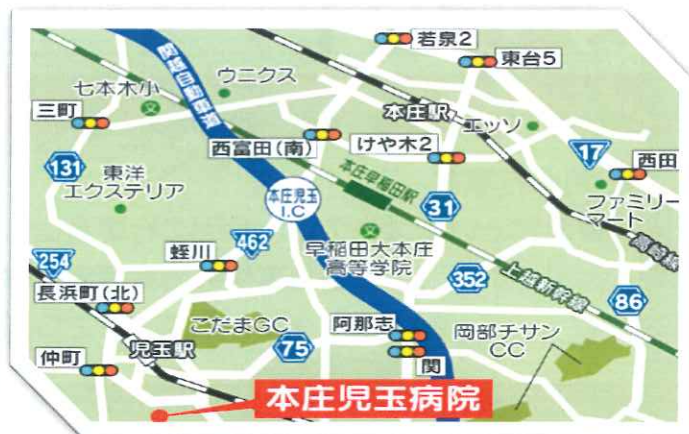 若泉2
東台5
関越自動車道
ウニクス
七本木小
三町
本庄駅
エッソ
西富田(南)
けや木2
17
西田
131
東洋
エクステリア
本庄児玉
I.C
本庄早稲田駅
31
ファミリー
マート
高崎線
462
蛭川
早稲田大本庄
高等学院
254
352
上越新幹線
長浜町(北)
86
こだまGC
阿那志
岡部チサン
CC
児玉駅
75
仲町
関
本庄児玉病院